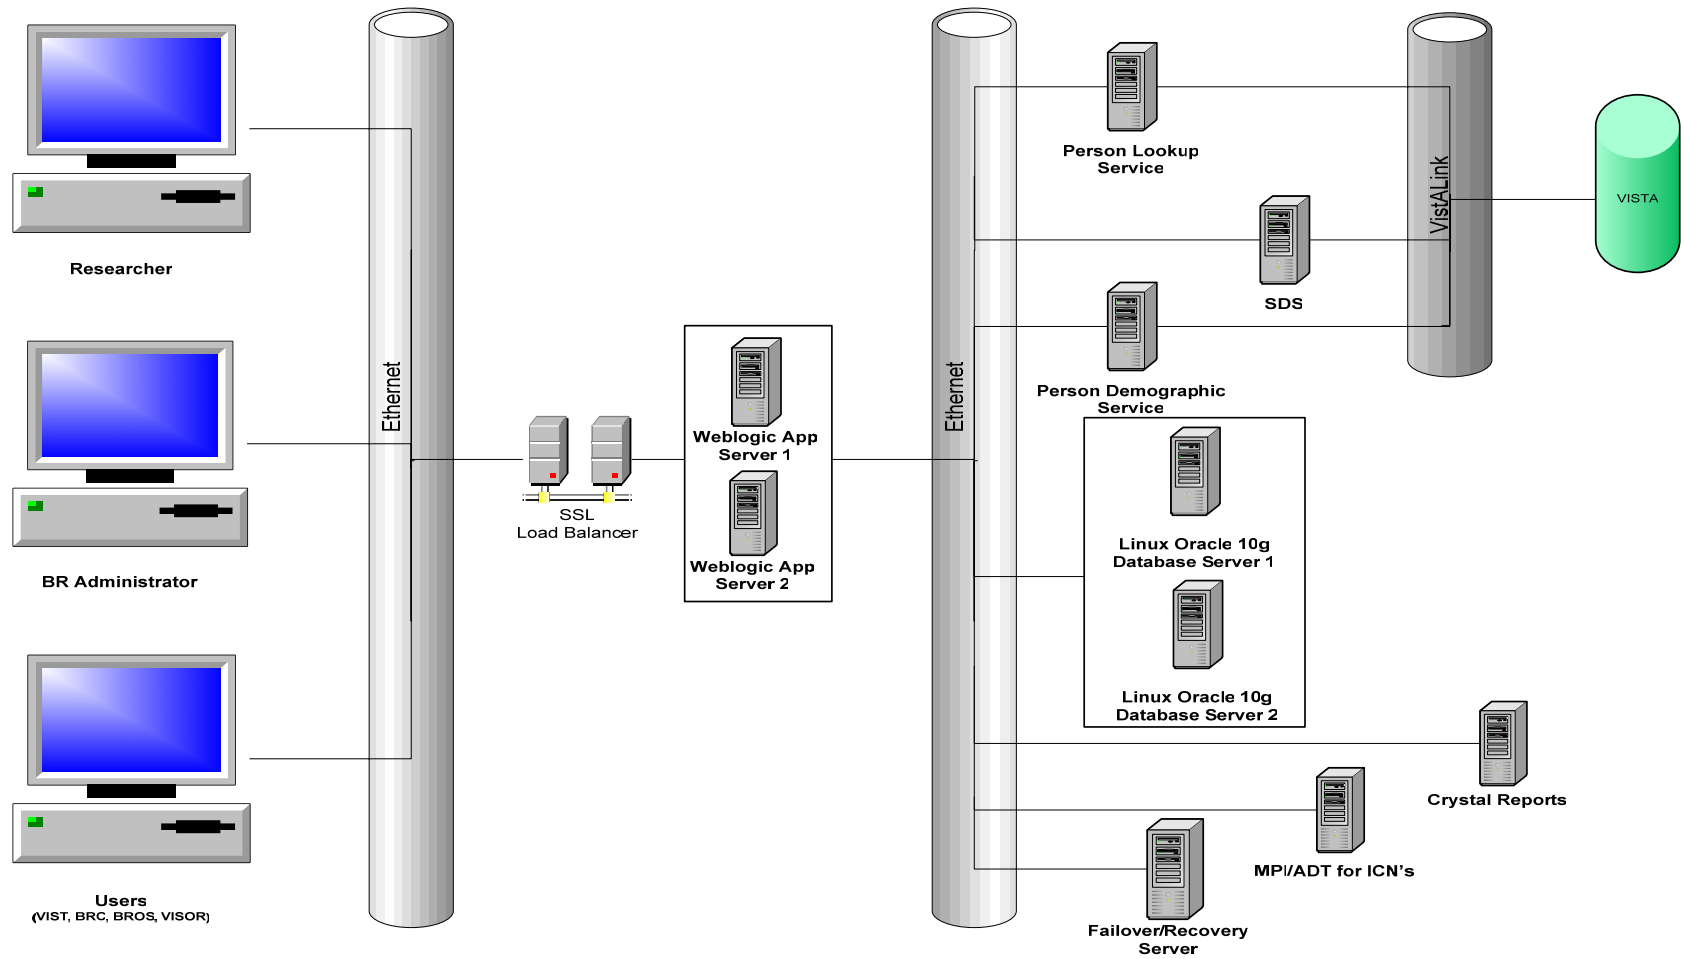 Researcher
BR Administrator
Users
(VIST, BRC, BROS, VISOR)
Ethernet
SSL
Load Balancer
Weblogic App
Server 1
Weblogic App
Server 2
Ethernet
Person Lookup
Service
SDS
Person Demographic
Service
Linux Oracle 10g
Database Server 1
Linux Oracle 10g
Database Server 2
Crystal Reports
MPI/ADT for ICN's
Failover/Recovery
Server
VistALink
VISTA